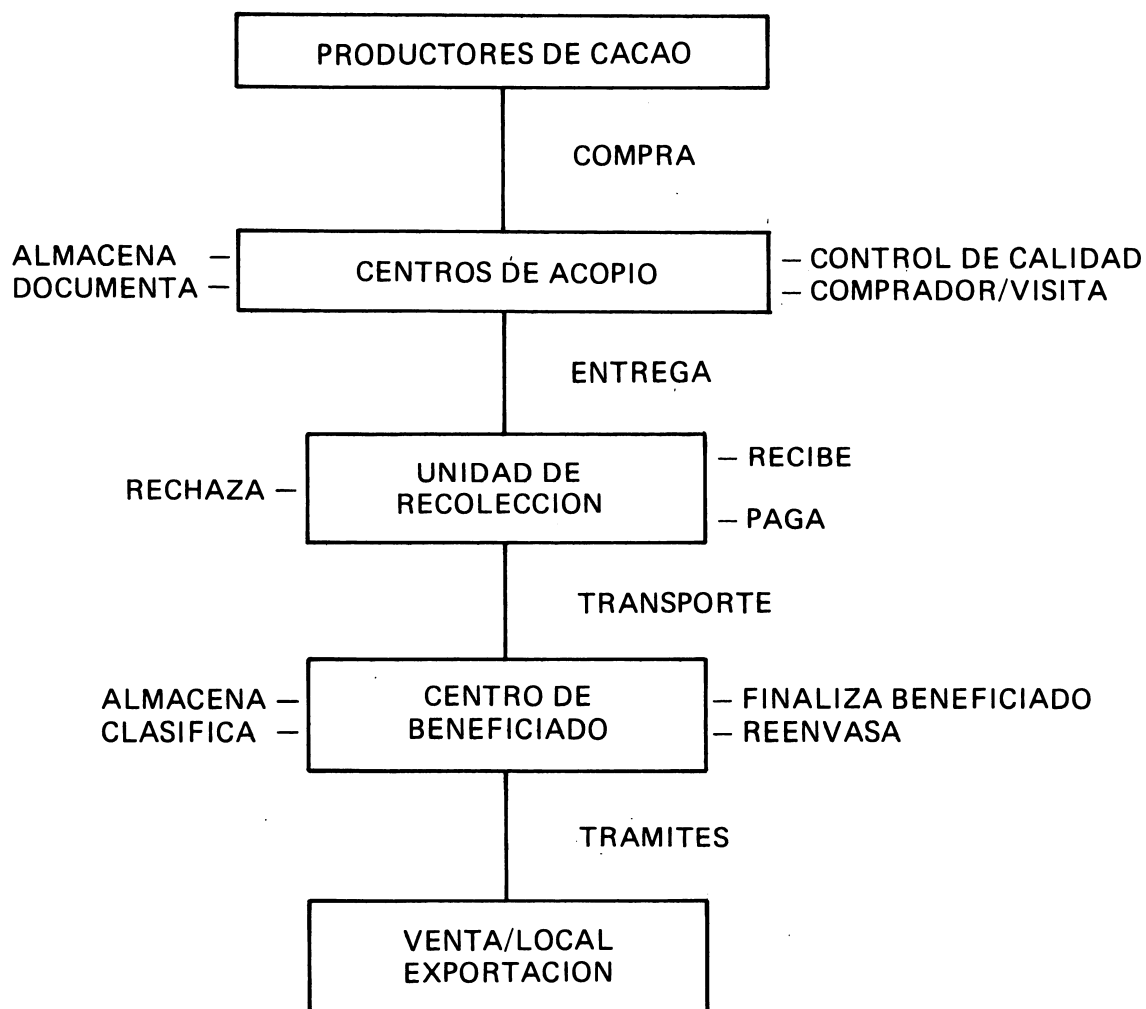 PRODUCTORES DE CACAO
COMPRA
ALMACENA –
DOCUMENTA –
CENTROS DE ACOPIO
– CONTROL DE CALIDAD
– COMPRADOR/VISITA
ENTREGA
RECHAZA –
UNIDAD DE
RECOLECCION
– RECIBE
– PAGA
TRANSPORTE
ALMACENA –
CLASIFICA –
CENTRO DE
BENEFICIADO
– FINALIZA BENEFICIADO
– REENVASA
TRAMITES
VENTA/LOCAL
EXPORTACION